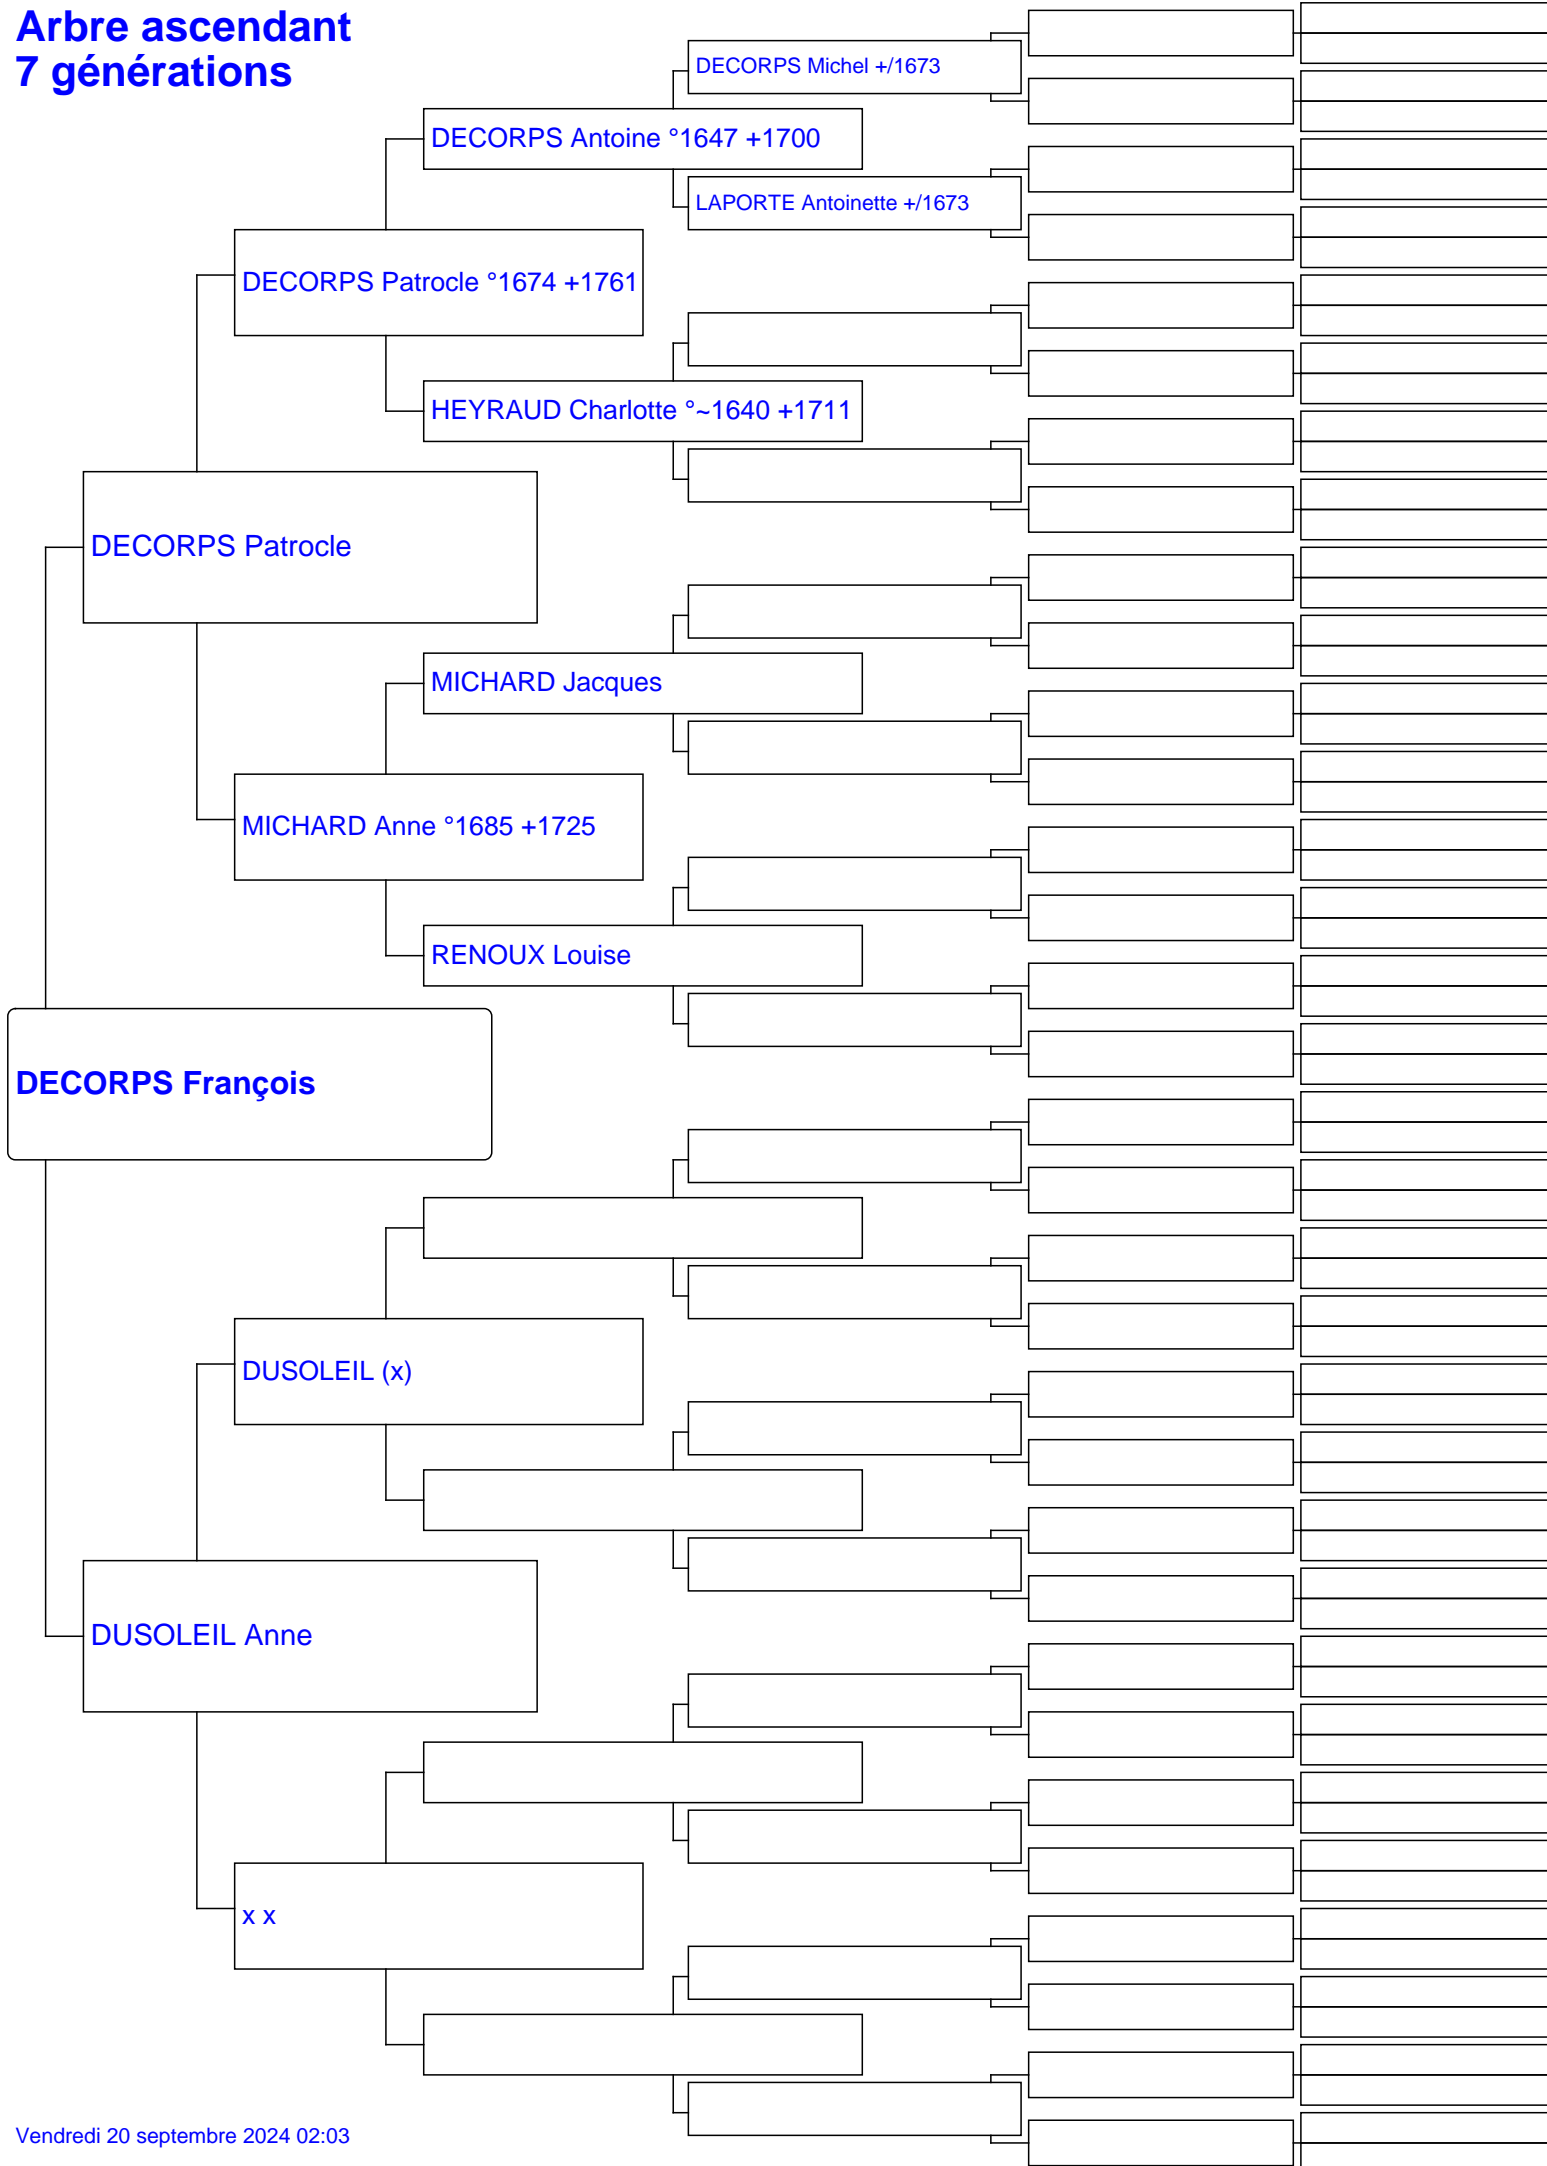 Arbre ascendant
7 générations
DECORPS Michel +/1673
DECORPS Antoine °1647 +1700
LAPORTE Antoinette +/1673
DECORPS Patrocle °1674 +1761
HEYRAUD Charlotte °~1640 +1711
DECORPS Patrocle
MICHARD Jacques
MICHARD Anne °1685 +1725
RENOUX Louise
DECORPS François
DUSOLEIL (x)
DUSOLEIL Anne
x x
Vendredi 20 septembre 2024 02:03